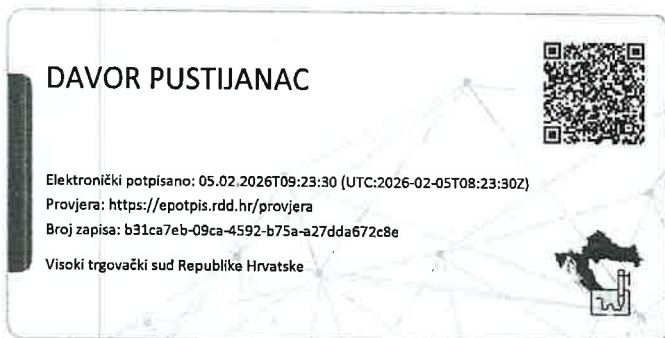 DAVOR PUSTIJANAC
Elektronički potpisano: 05.02.2026T09:23:30 (UTC:2026-02-05T08:23:30Z)
Provjera: https://epotpis.rdd.hr/provjera
Broj zapisa: b31ca7eb-09ca-4592-b75a-a27dda672c8e
Visoki trgovački sud Republike Hrvatske